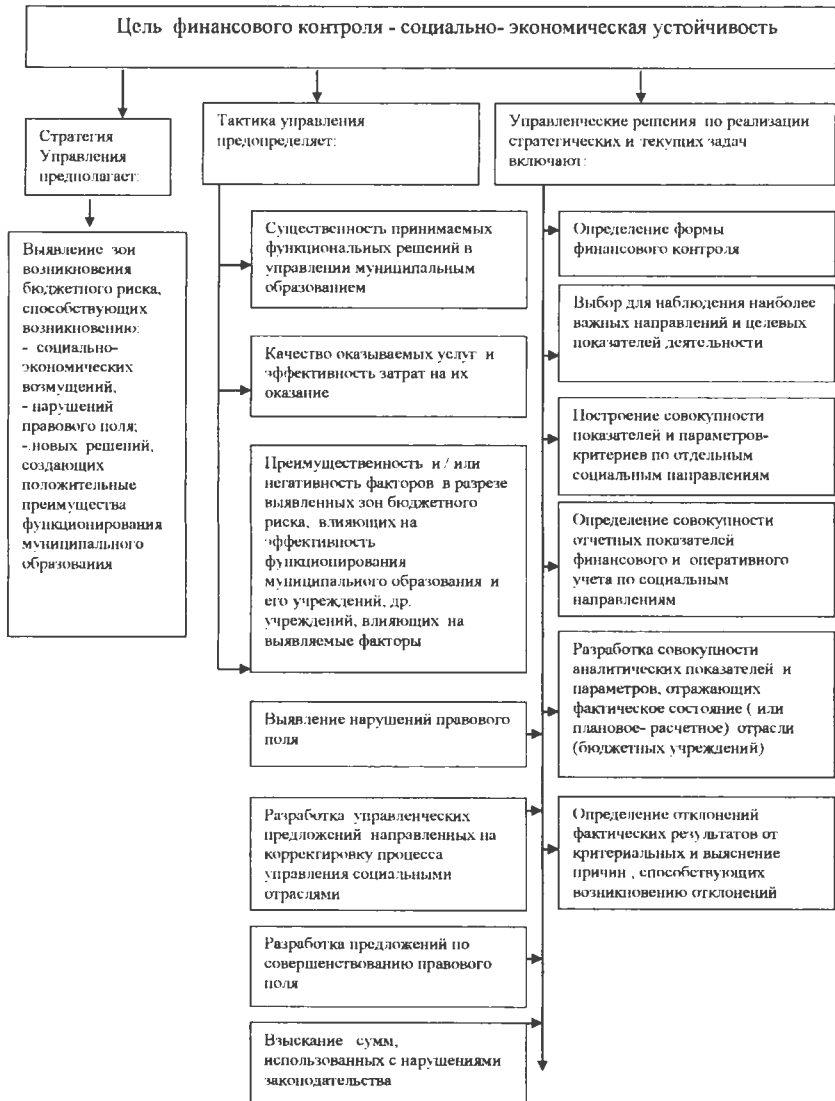 Цель финансового контроля - социально- экономическая устойчивость
Стратегия
Управления
предполагает:
Выявление зон
возникновения
бюджетного риска,
способствующих
возникновению:
- социально-
экономических
возмущений,
- нарушений
правового поля;
-.новых решений,
создающих
положительные
преимущества
функционирования
муниципального
образования
Тактика управления
предопределяет:
Существенность принимаемых
функциональных решений в
управлении муниципальным
образованием
Качество оказываемых услуг и
эффективность затрат на их
оказание
Преимущественность и / или
негативность факторов в разрезе
выявленных зон бюджетного
риска, влияющих на
эффективность
функционирования
муниципального образования и
его учреждений, др.
учреждений, влияющих на
выявляемые факторы
Выявление нарушений правового
поля
Разработка управленческих
предложений направленных на
корректировку процесса
управления социальными
отраслями
Разработка предложений по
совершенствованию правового
поля
Взыскание сумм,
использованных с нарушениями
законодательства
Управленческие решения по реализации
стратегических и текущих задач
включают:
Определение формы
финансового контроля
Выбор для наблюдения наиболее
важных направлений и целевых
показателей деятельности
Построение совокупности
показателей и параметров-
критериев по отдельным
социальным направлениям
Определение совокупности
отчетных показателей
финансового и оперативного
учета по социальным
направлениям
Разработка совокупности
аналитических показателей и
параметров, отражающих
фактическое состояние ( или
плановое- расчетное) отрасли
(бюджетных учреждений)
Определение отклонений
фактических результатов от
критериальных и выяснение
причин , способствующих
возникновению отклонений